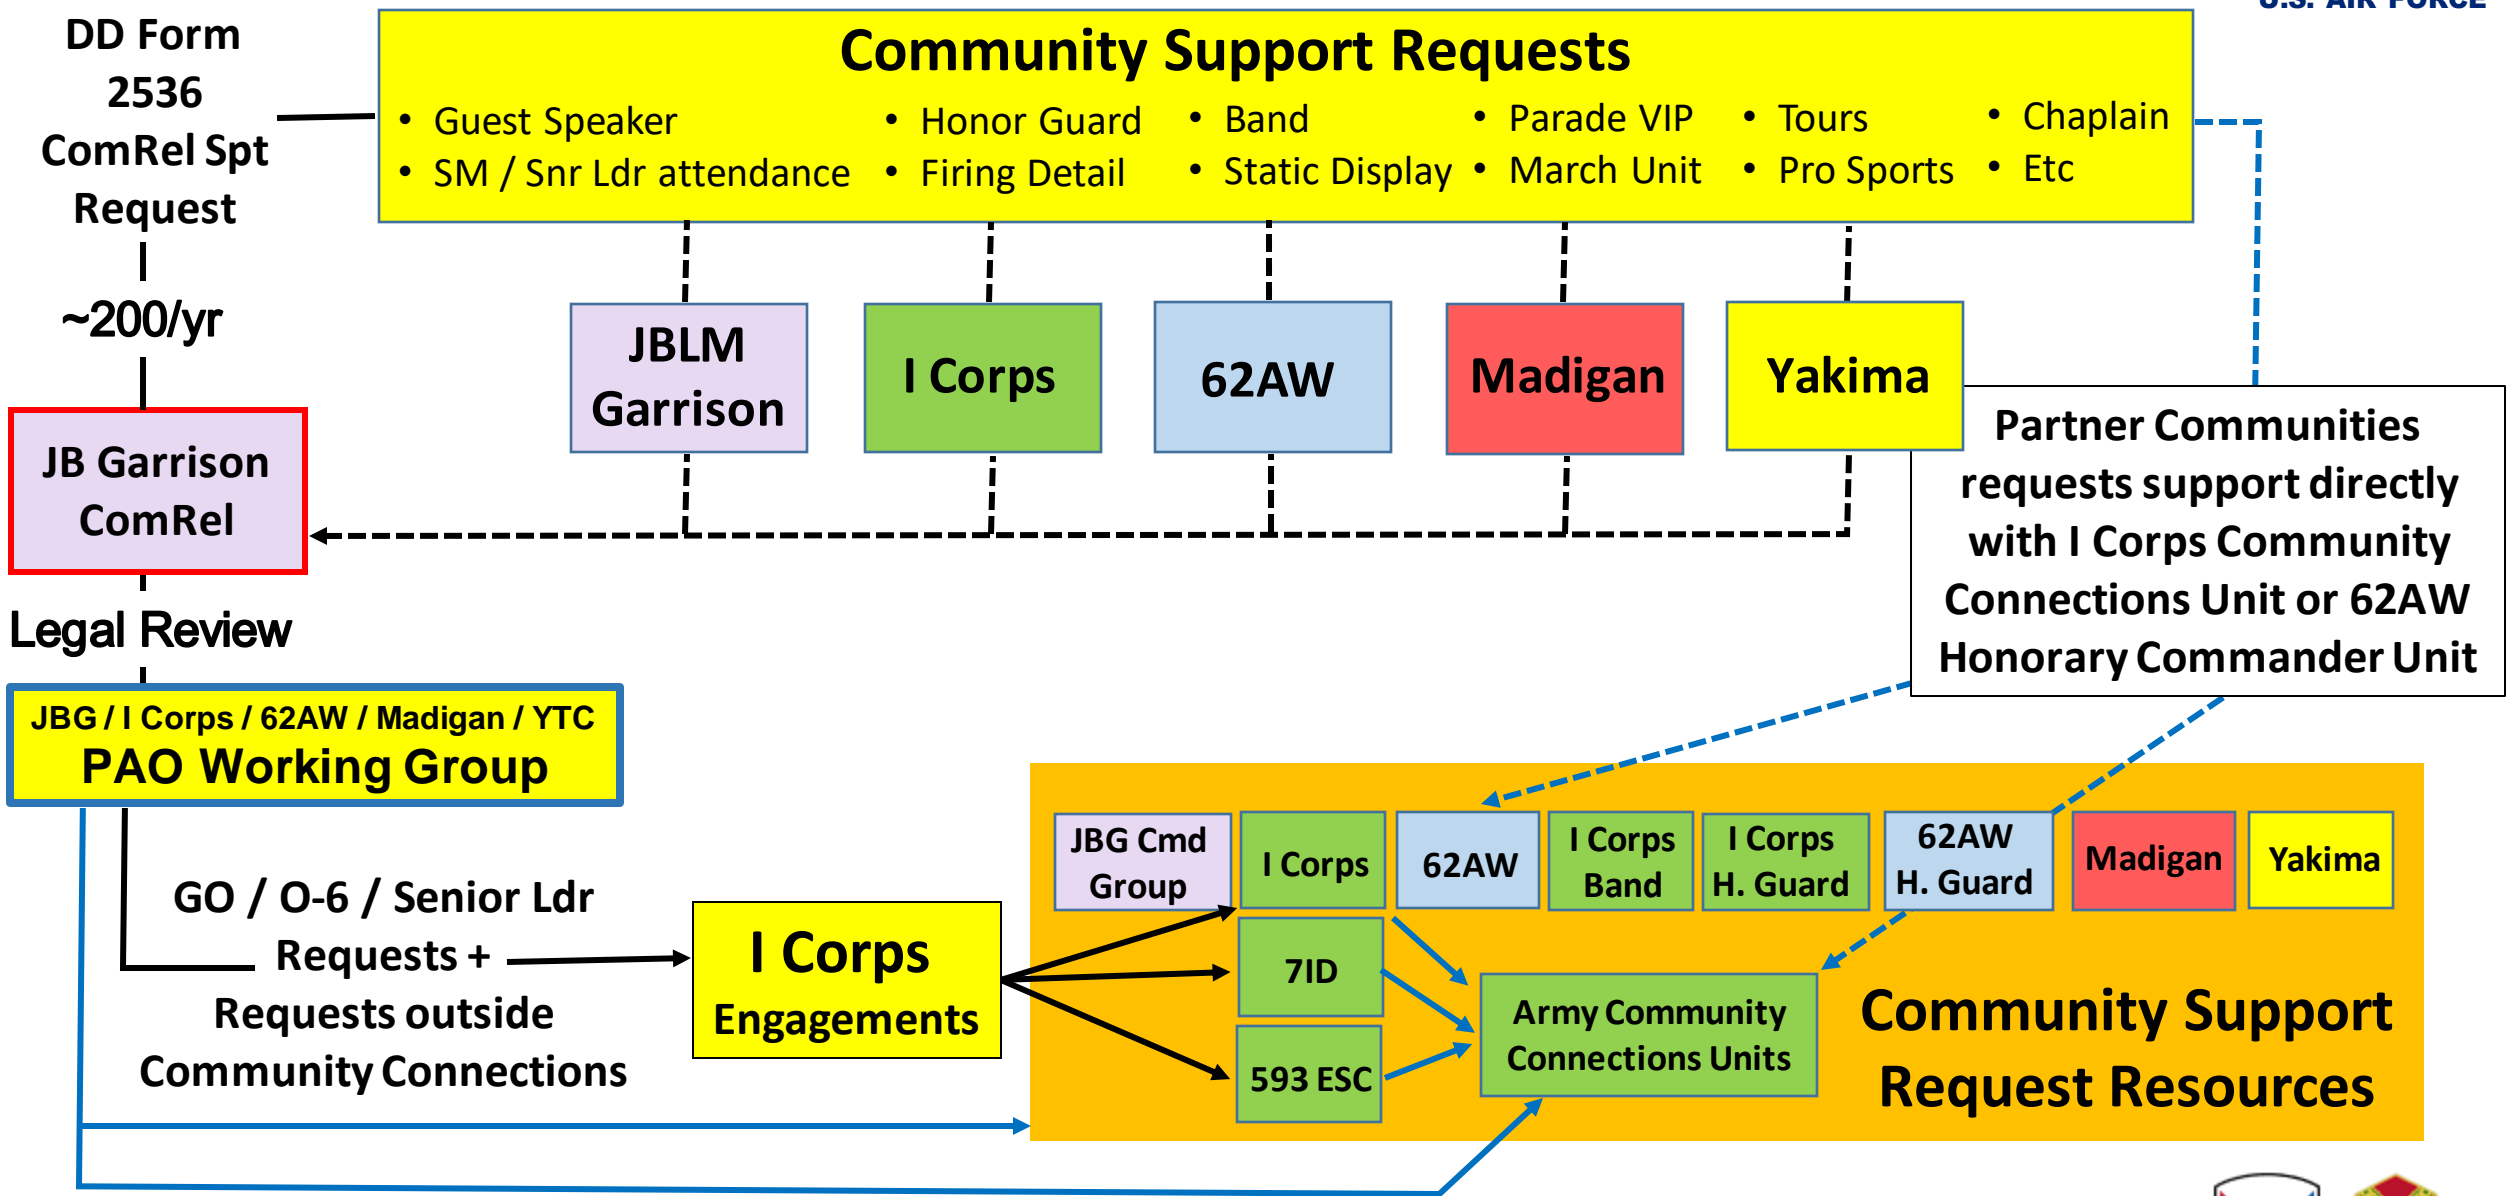 U.S. AIR FORCE
DD Form
2536
ComRel Spt
Request
~200/yr
Community Support Requests
• Guest Speaker
• SM / Snr Ldr attendance
• Honor Guard
• Firing Detail
• Band
• Static Display
• Parade VIP
• March Unit
• Tours
• Pro Sports
• Chaplain
• Etc
JBLM
Garrison
I Corps
62AW
Madigan
Yakima
JB Garrison
ComRel
Legal Review
Partner Communities
requests support directly
with I Corps Community
Connections Unit or 62AW
Honorary Commander Unit
JBG / I Corps / 62AW / Madigan / YTC
PAO Working Group
GO / O-6 / Senior Ldr
Requests +
Requests outside
Community Connections
I Corps
Engagements
JBG Cmd
Group
I Corps
62AW
I Corps
Band
I Corps
H. Guard
62AW
H. Guard
Madigan
Yakima
7ID
593 ESC
Army Community
Connections Units
Community Support
Request Resources